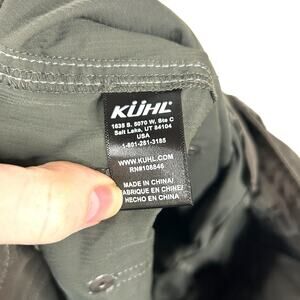 KÜHL
1635 S. 5070 W, Ste C
Salt Lake, UT 84104
USA
1-801-251-3185
WWW.KUHL.COM
RN#108846
MADE IN CHINA/
FABRIQUE EN CHINE/
HECHO EN CHINA